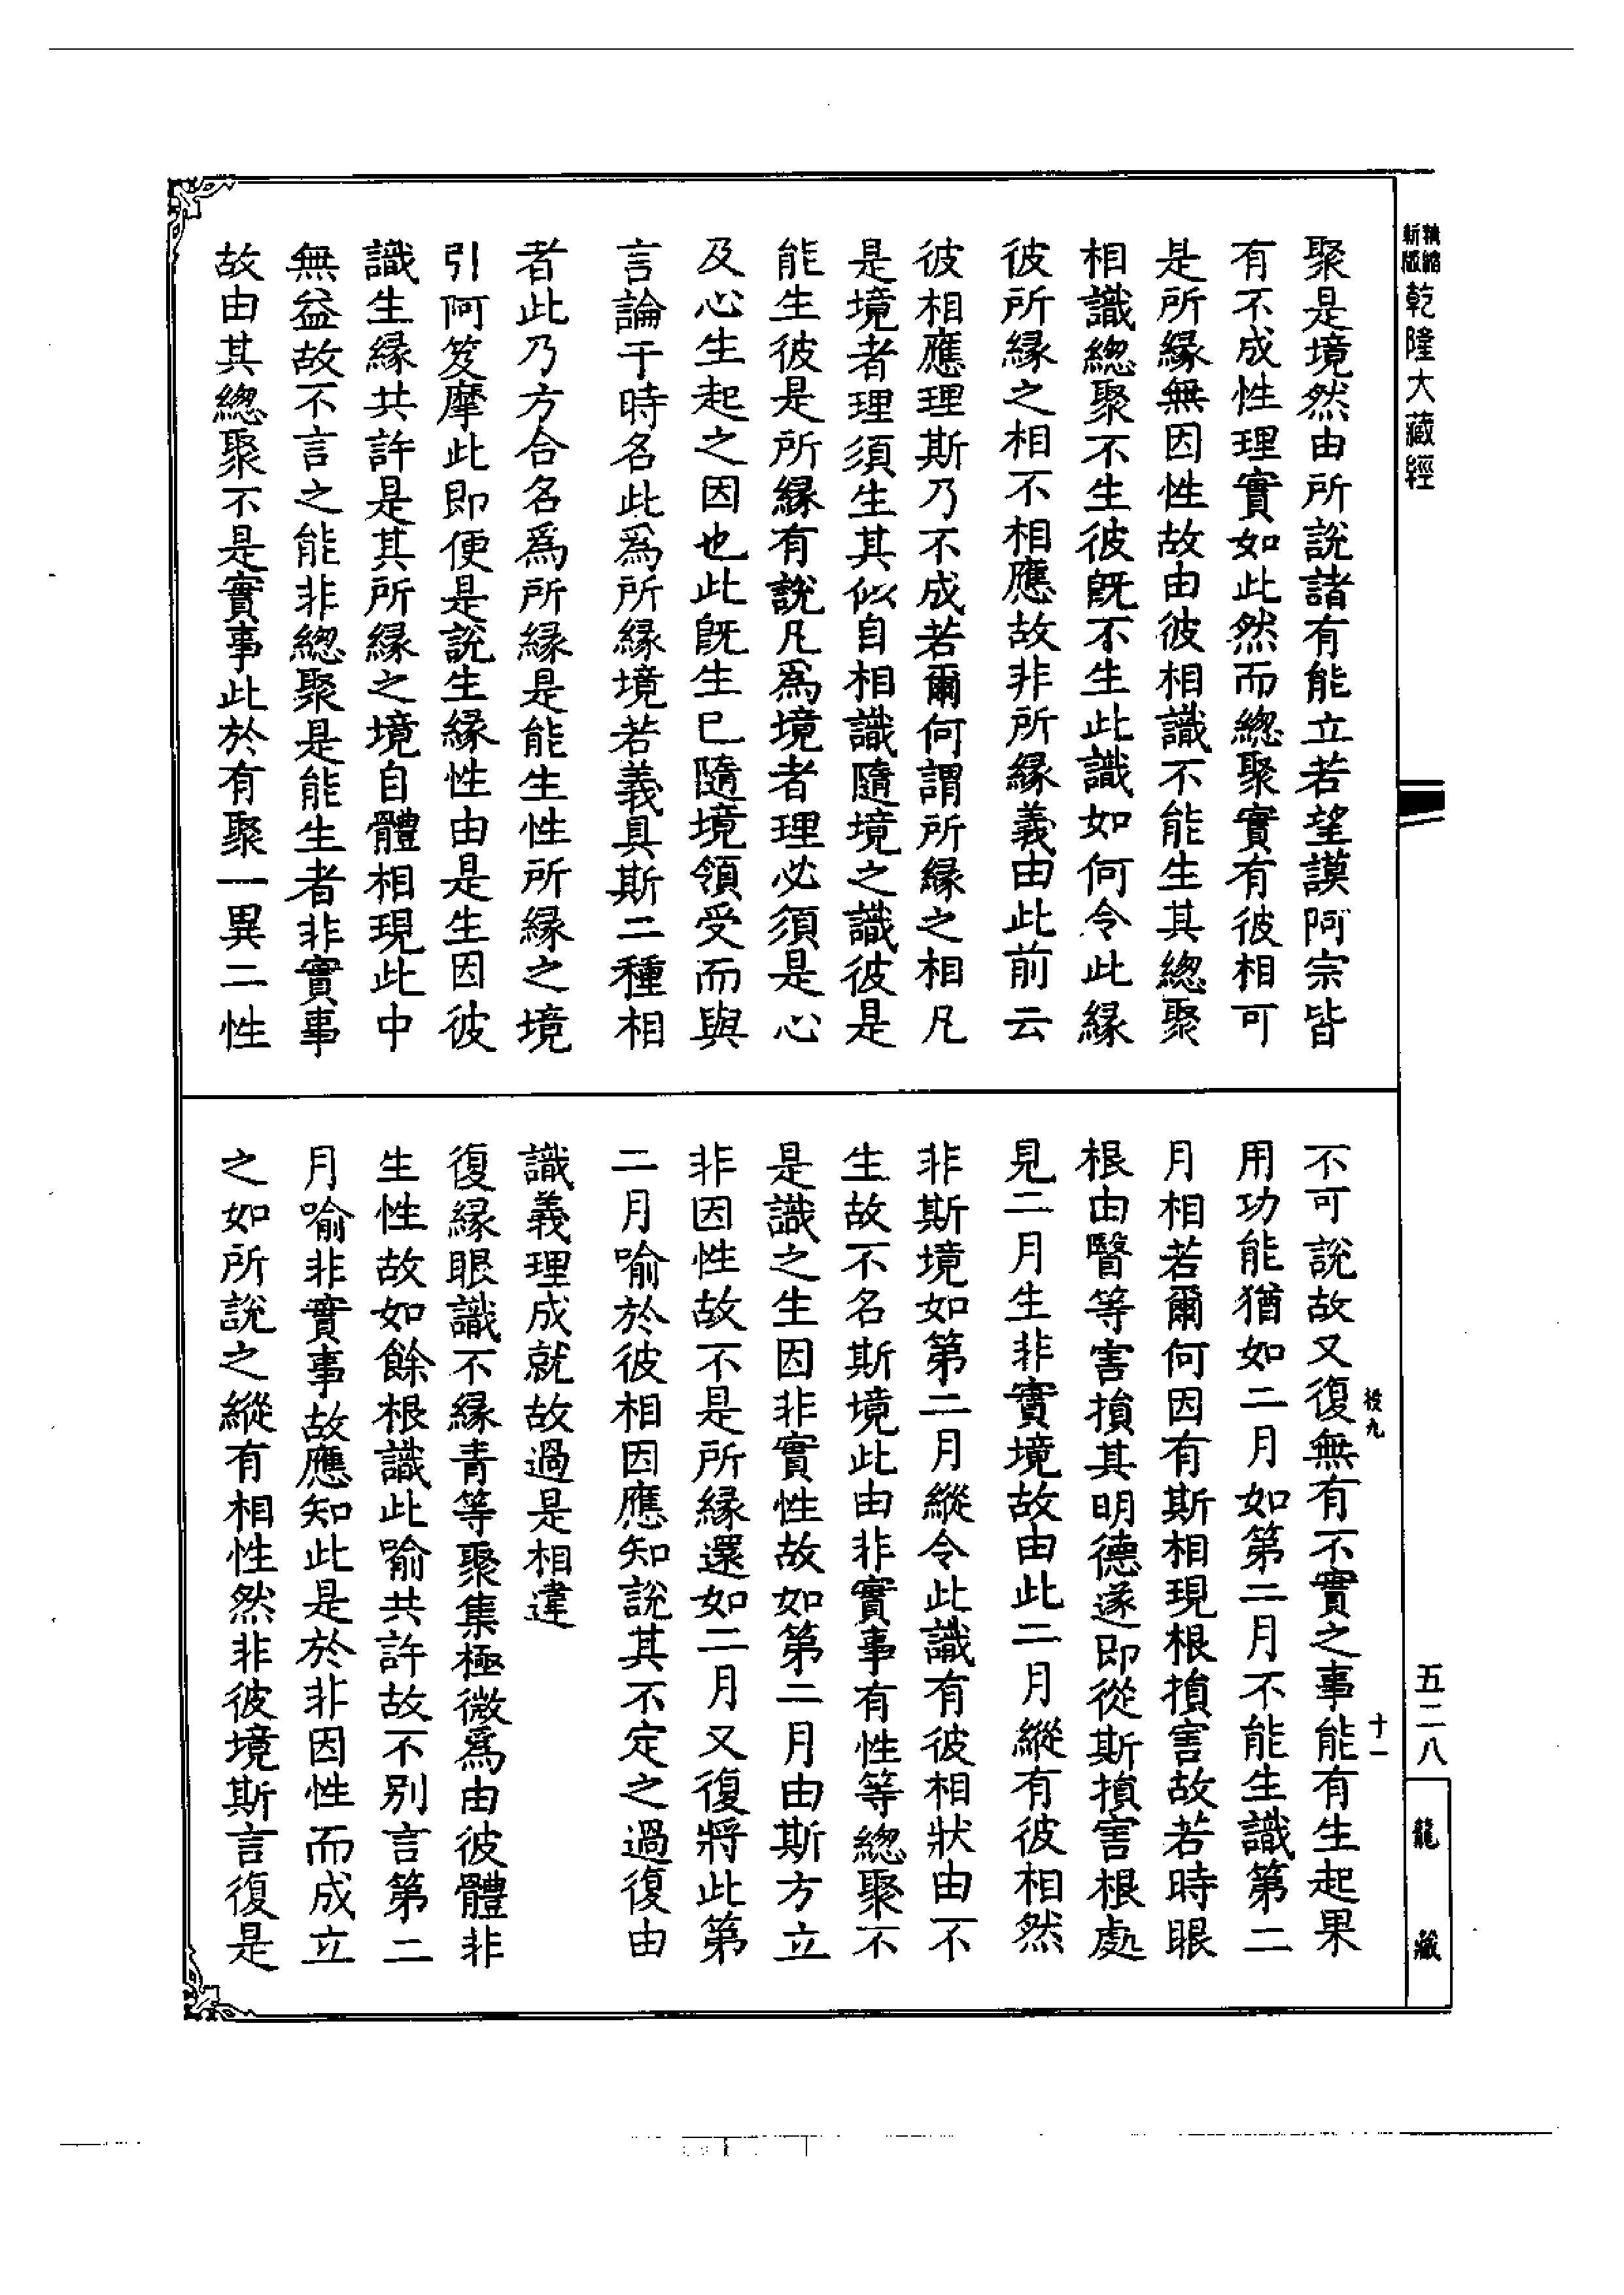 精縮新版
乾隆大藏經
聚是境然由所說諸有能立若望謨阿宗皆
有不成性理實如此然而總聚實有彼相可
是所緣無因性故由彼相識不能生其總聚
相識總聚不生彼既不生此識如何令此緣
彼所緣之相不相應故非所緣義由此前云
彼相應理斯乃不成若爾何謂所緣之相凡
是境者理須生其似自相識隨境之識彼是
能生彼是所緣有說凡爲境者理必須是心
及心生起之因也此既生已隨境領受而與
言論于時名此爲所緣境若義具斯二種相
者此乃方合名爲所緣是能生性所緣之境
引阿笈摩此即便是說生緣性由是生因彼
識生緣共許是其所緣之境自體相現此中
無益故不言之能非總聚是能生者非實事
故由其總聚不是實事此於有聚一異二性
役九
十一
不可說故又復無有不實之事能有生起果
用功能猶如二月如第二月不能生識第二
月相若爾何因有斯相現根損害故若時眼
根由瞖等害損其明德遂即從斯損害根處
見二月生非實境故由此二月縱有彼相然
非斯境如第二月縱令此識有彼相狀由不
生故不名斯境此由非實事有性等總聚不
是識之生因非實性故如第二月由斯方立
非因性故不是所緣還如二月又復將此第
二月喻於彼相因應知說其不定之過復由
識義理成就故過是相違
復緣眼識不緣青等聚集極微爲由彼體非
生性故如餘根識此喻共許故不別言第二
月喻非實事故應知此是於非因性而成立
之如所說之縱有相性然非彼境斯言復是
五二八
龍藏